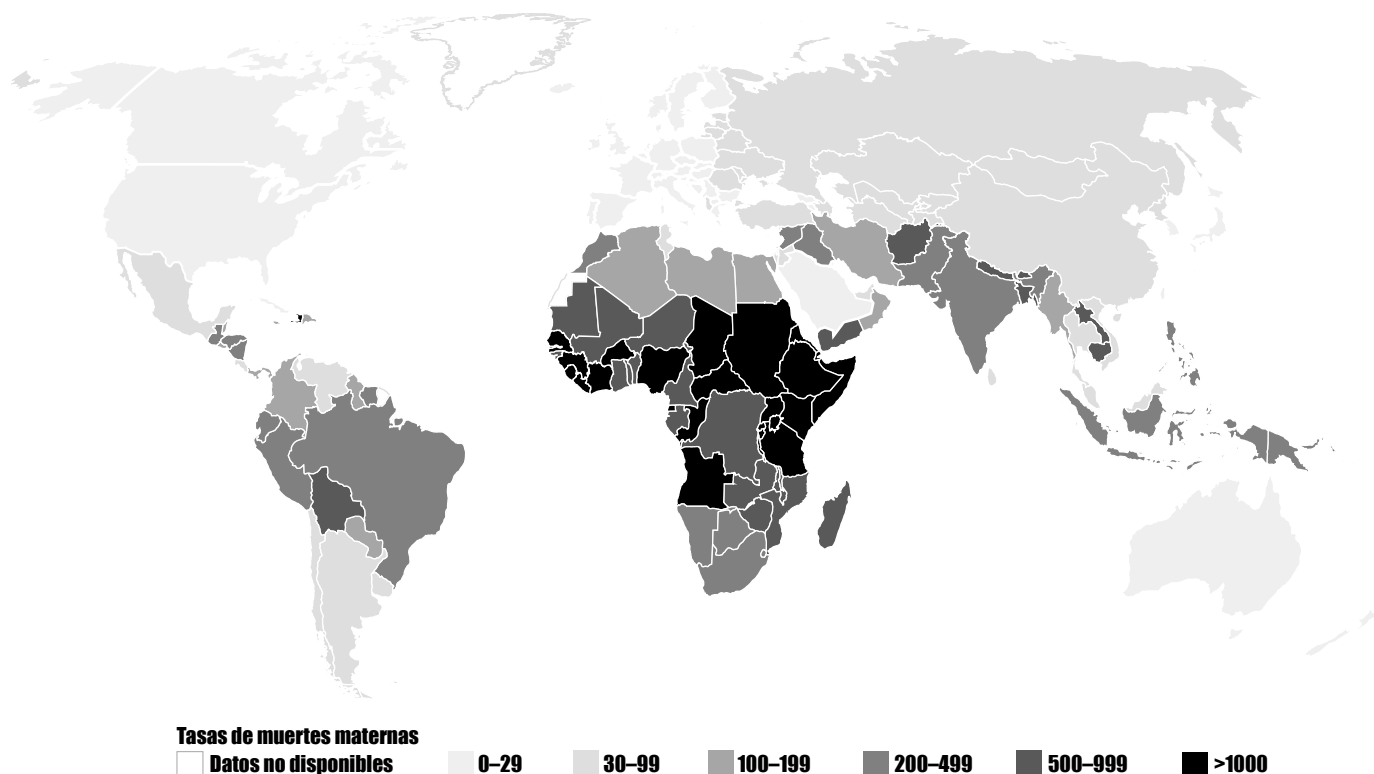 Tasas de muertes maternas
Datos no disponibles 0–29 30–99 100–199 200–499 500–999 >1000